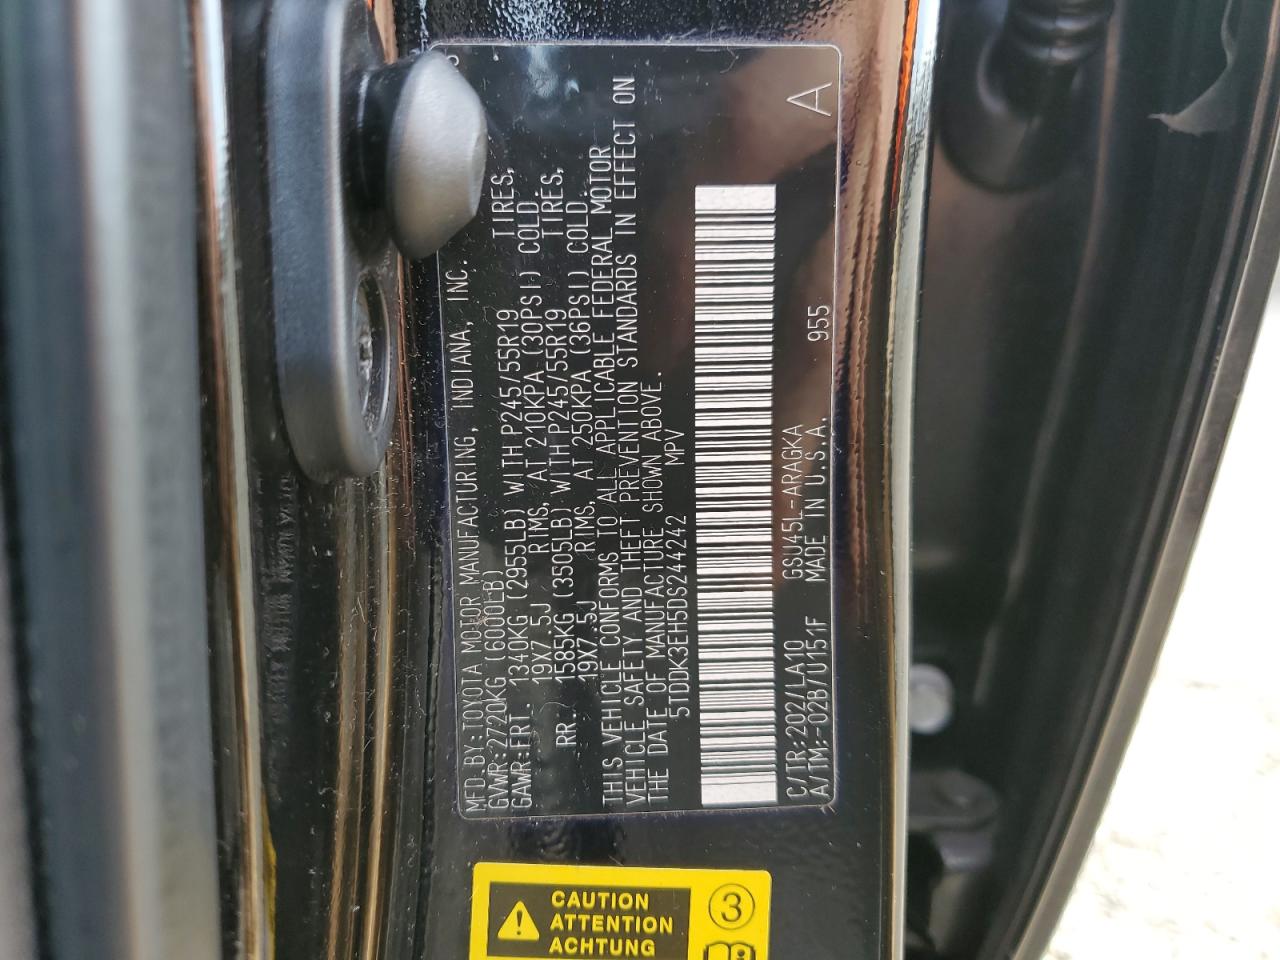 MFD.BY:TOYOTA MOTOR MANUFACTURING, INDIANA, INC.
GVWR:2720KG (6000LB)
GAWR:FRT. 1340KG (2955LB) WITH P245/55R19 TIRES,
19X7.5J RIMS, AT 210KPA (30PSI) COLD.
RR. 1585KG (3505LB) WITH P245/55R19 TIRES,
19X7.5J RIMS, AT 250KPA (36PSI) COLD.
THIS VEHICLE CONFORMS TO ALL APPLICABLE FEDERAL MOTOR
VEHICLE SAFETY AND THEFT PREVENTION STANDARDS IN EFFECT ON
THE DATE OF MANUFACTURE SHOWN ABOVE.
5TDDK3EH5DS244242 MPV
C/TR:202/LA10 GSU45L-ARAGKA
A/TM:-02B/U151F MADE IN U.S.A. 955 A
CAUTION
ATTENTION
ACHTUNG
3